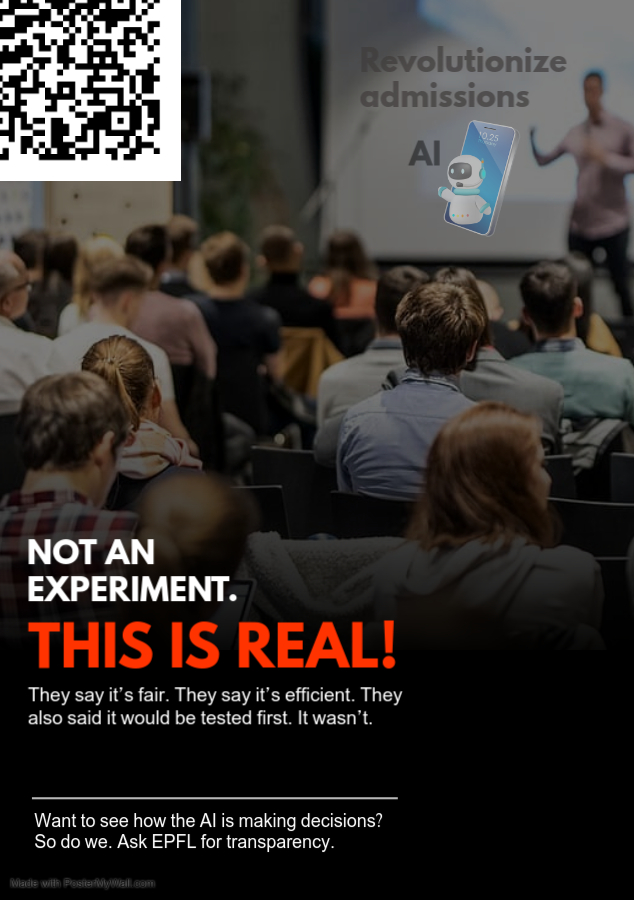 Revolutionize
admissions
AI
10.25
NOT AN
EXPERIMENT.
THIS IS REAL!
They say it’s fair. They say it’s efficient. They
also said it would be tested first. It wasn’t.
Want to see how the AI is making decisions?
So do we. Ask EPFL for transparency.
Made with PosterMyWall.com